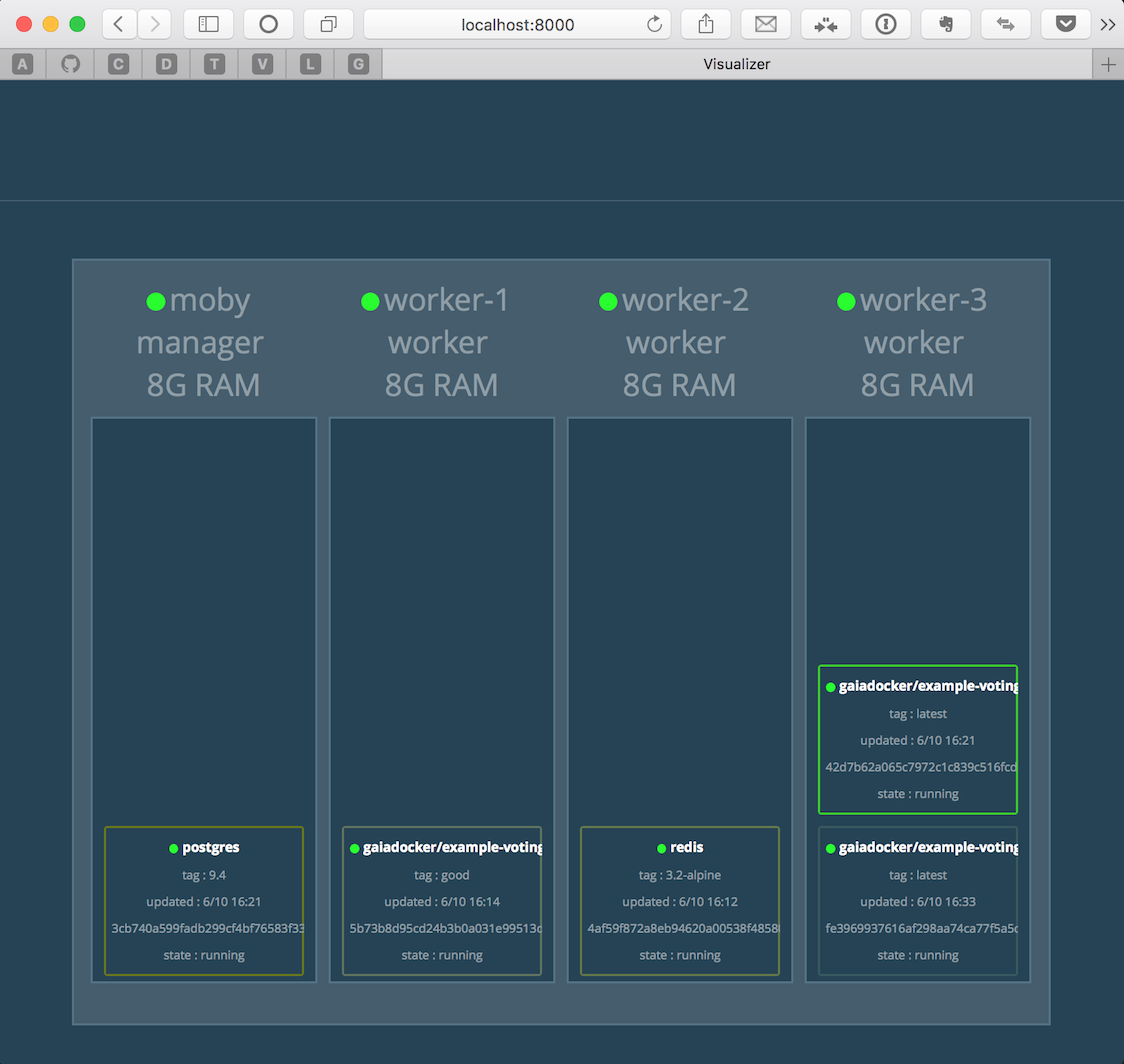 localhost:8000
A C D T V L G Visualizer
moby
manager
8G RAM
worker-1
worker
8G RAM
worker-2
worker
8G RAM
worker-3
worker
8G RAM
postgres
tag : 9.4
updated : 6/10 16:21
3cb740a599fadb299cf4bf76583f33
state : running
gaiadocker/example-voting
tag : good
updated : 6/10 16:14
5b73b8d95cd24b3b0a031e99513c
state : running
redis
tag : 3.2-alpine
updated : 6/10 16:12
4af59f872a8eb94620a00538f4858
state : running
gaiadocker/example-voting
tag : latest
updated : 6/10 16:21
42d7b62a065c7972c1c839c516fcd
state : running
gaiadocker/example-voting
tag : latest
updated : 6/10 16:33
fe3969937616af298aa74ca77f5a5c
state : running